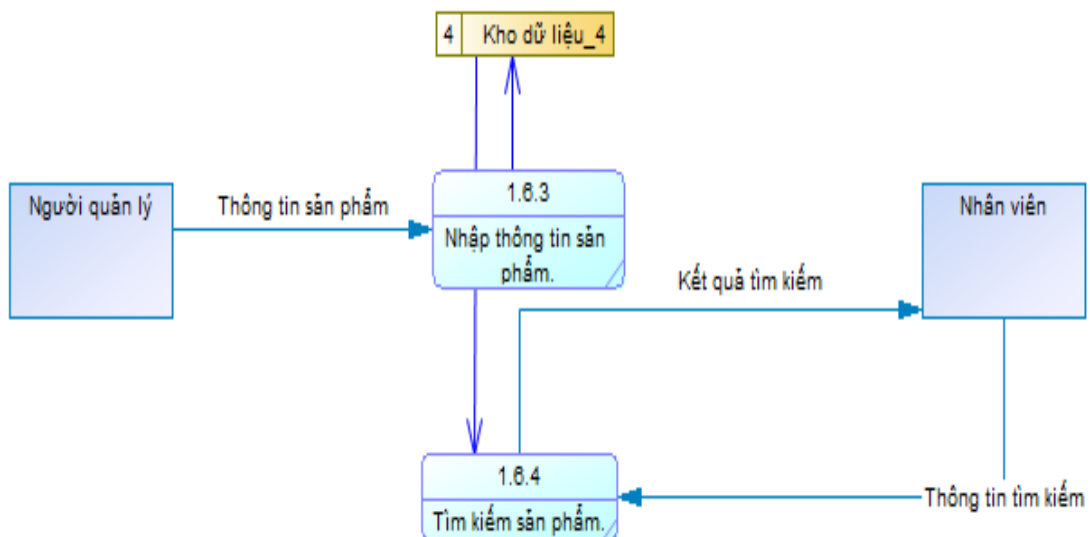 4 Kho dữ liệu_4
Người quản lý
Thông tin sản phẩm
1.6.3
Nhập thông tin sản
phẩm.
Nhân viên
Kết quả tìm kiếm
1.6.4
Tìm kiếm sản phẩm.
Thông tin tìm kiếm